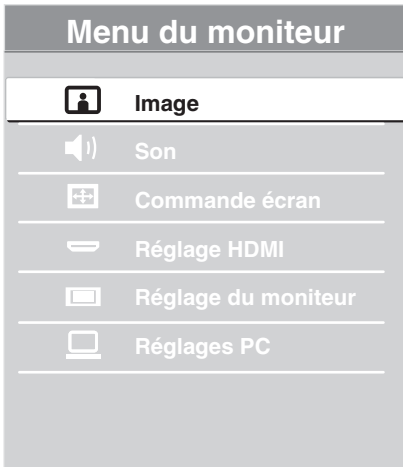 Menu du moniteur
Image
Son
Commande écran
Réglage HDMI
Réglage du moniteur
Réglages PC